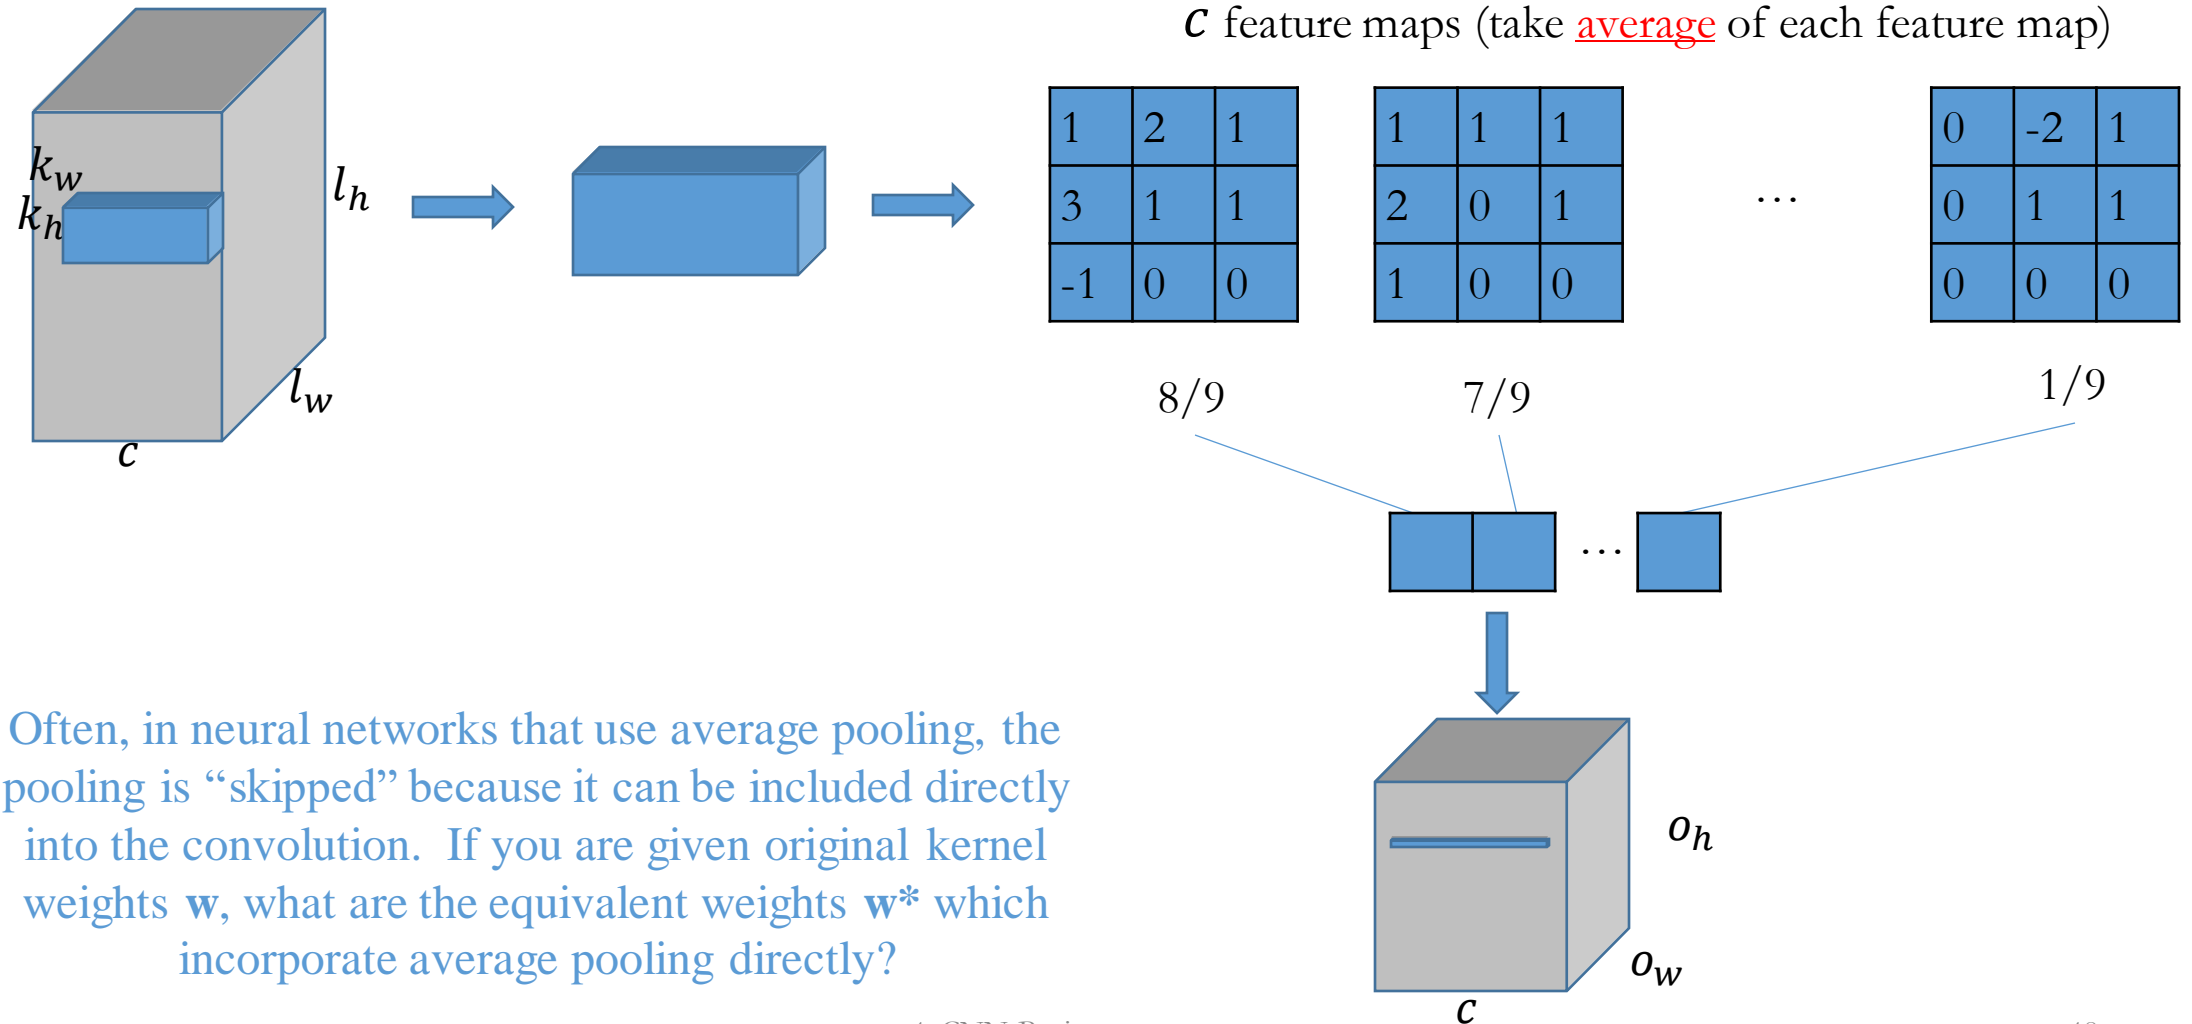 c feature maps (take average of each feature map)
k_w
k_h
l_h
l_w
c
1 2 1
3 1 1
-1 0 0
1 1 1
2 0 1
1 0 0
...
0 -2 1
0 1 1
0 0 0
8/9
7/9
1/9
...
Often, in neural networks that use average pooling, the
pooling is “skipped” because it can be included directly
into the convolution. If you are given original kernel
weights w, what are the equivalent weights w* which
incorporate average pooling directly?
o_h
o_w
c